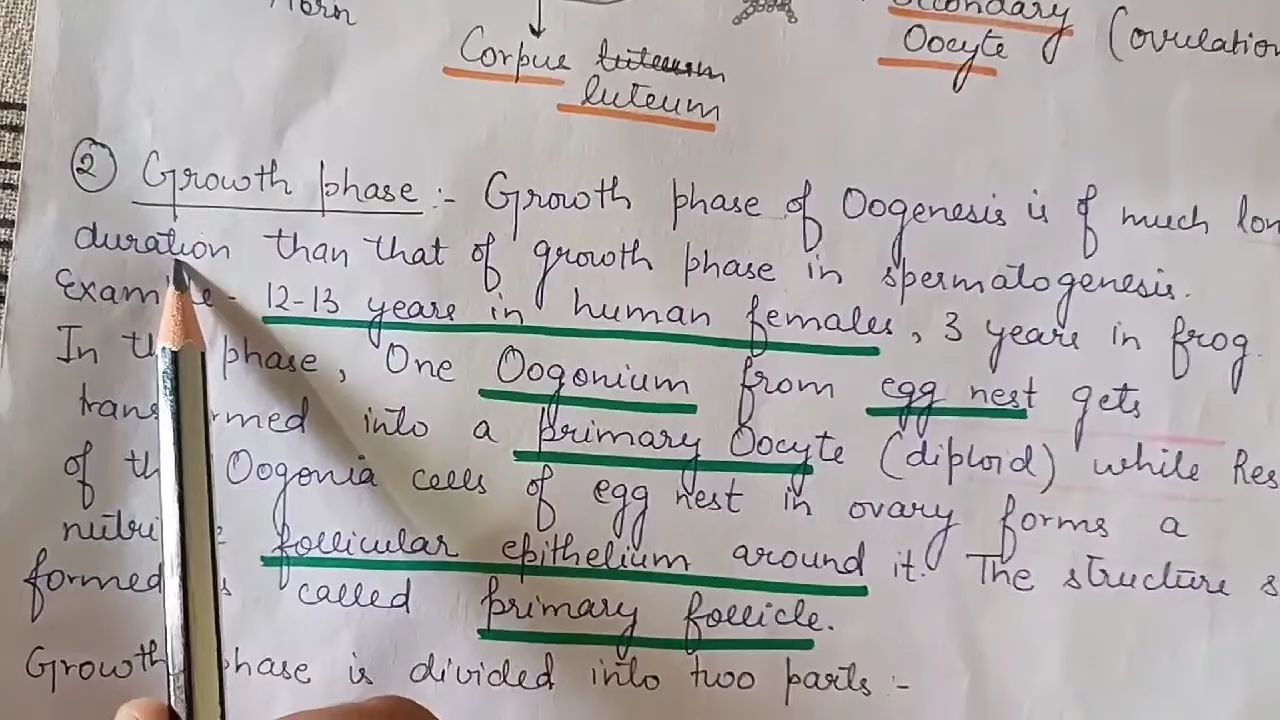 Corpus luteum
luteum
Secondary
Oocyte (ovulation
② Growth phase :- Growth phase of Oogenesis is of much lon
duration than that of growth phase in spermatogenesis.
Example - 12-13 years in human females, 3 years in frog.
In phase, One Oogonium from egg nest gets
transformed into a primary Oocyte (diploid) while Res
of Oogonia cells of egg nest in ovary forms a
follicular epithelium around it. The structure s
formed called primary follicle.
Growth phase is divided into two parts :-